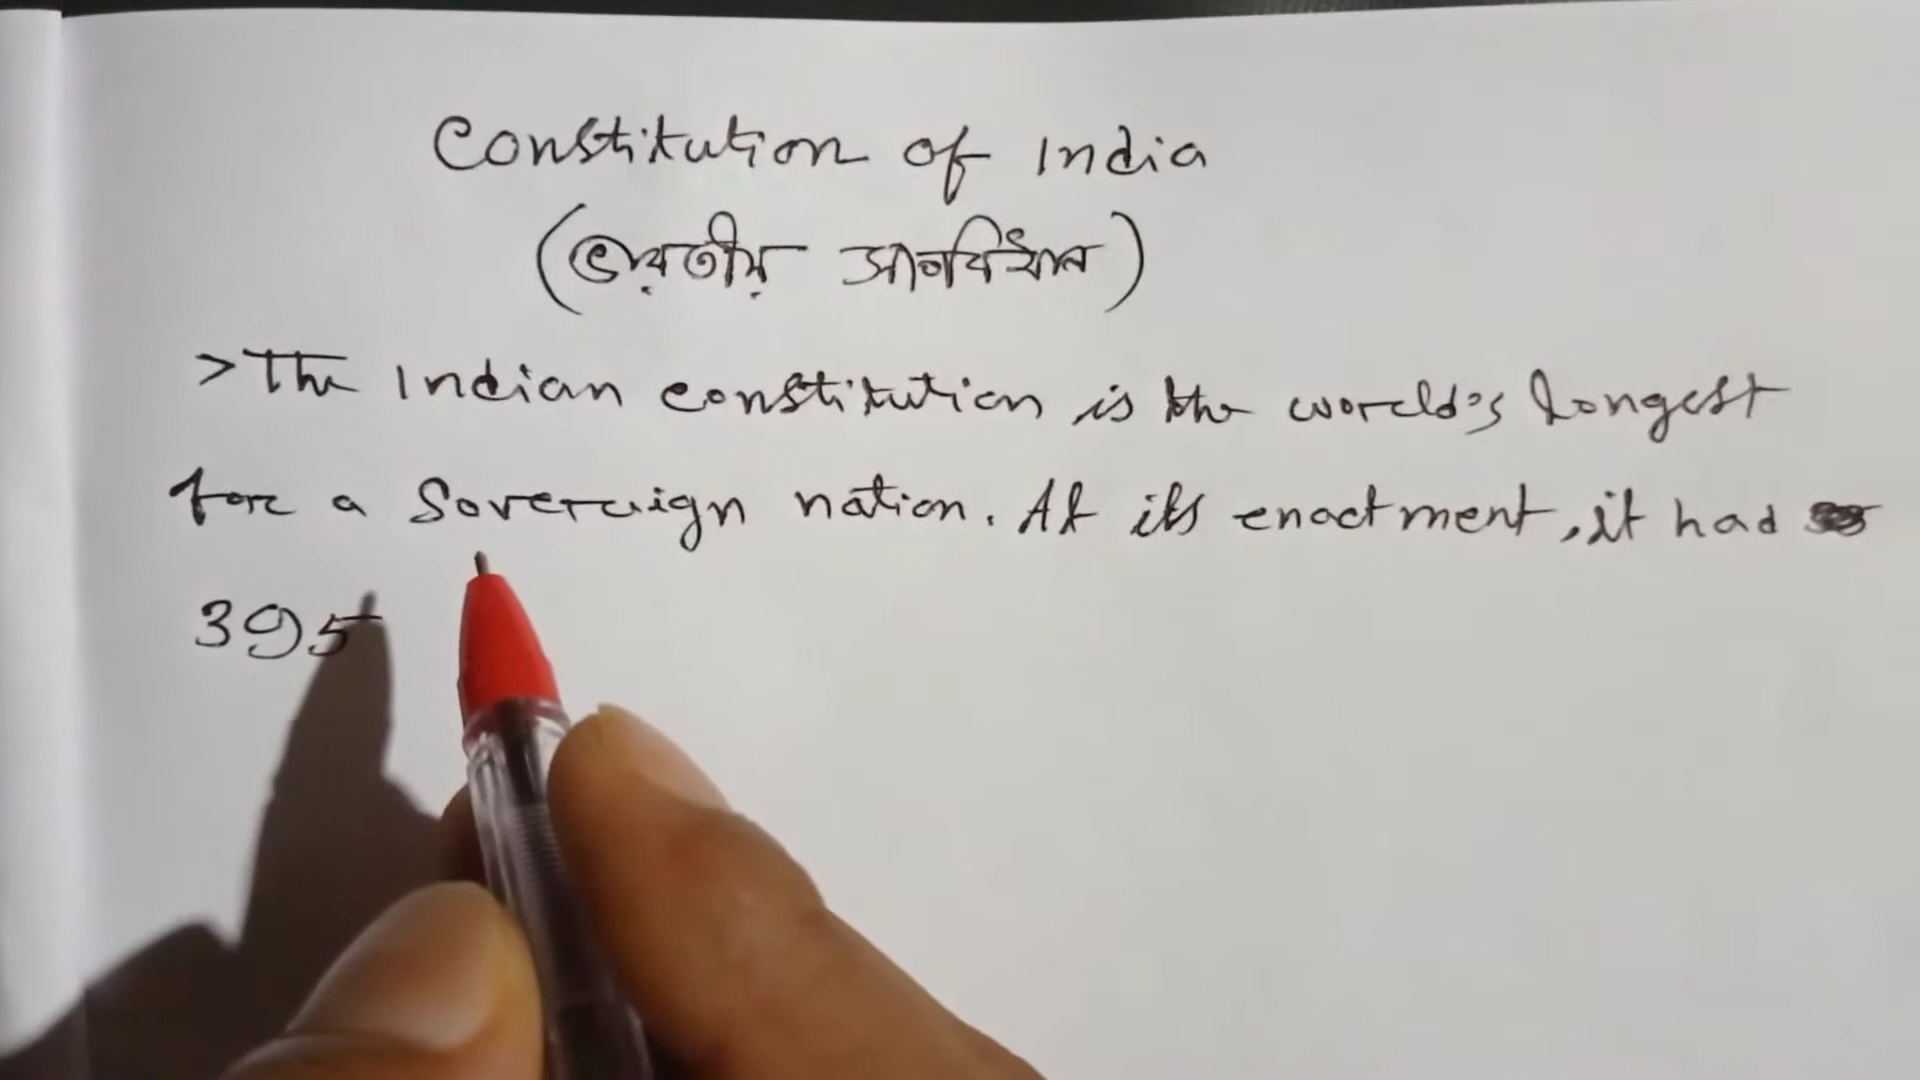 Constitution of India
(ভারতীয়
> The Indian constitution is the world's longest
for a Sovereign nation. At its enactment, it had
395